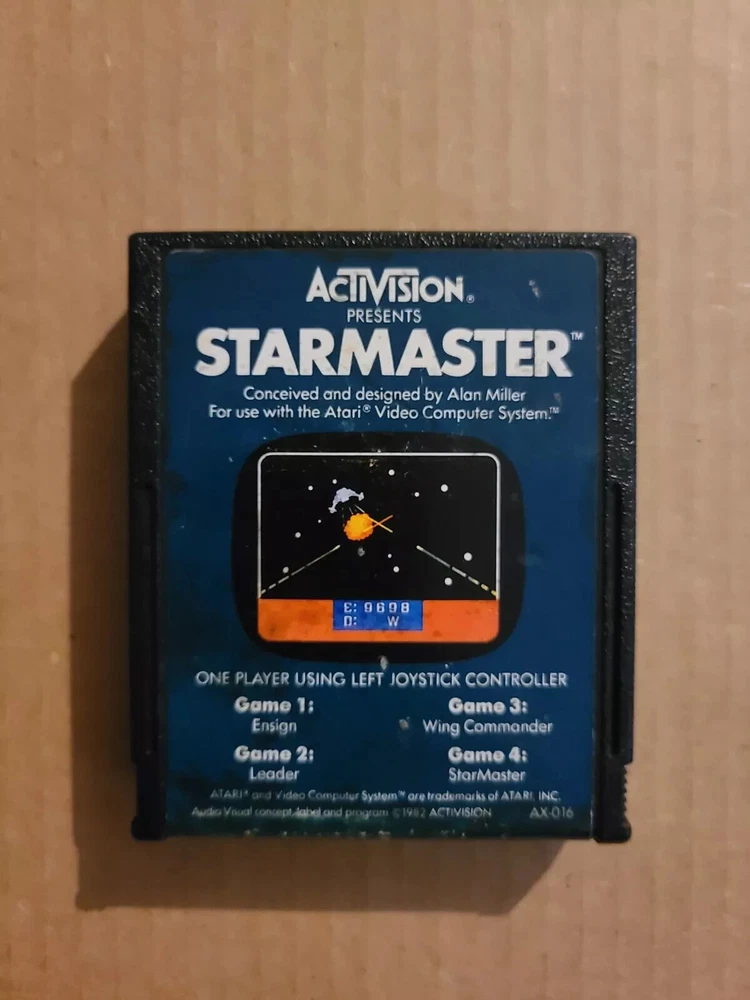 ACTIVISION®
PRESENTS
STARMASTER™
Conceived and designed by Alan Miller
For use with the Atari® Video Computer System.™
E: 9698
D: W
ONE PLAYER USING LEFT JOYSTICK CONTROLLER
Game 1: Game 3:
Ensign Wing Commander
Game 2: Game 4:
Leader StarMaster
ATARI® and Video Computer System™ are trademarks of ATARI, INC.
Audio Visual concept, label and program ©1982 ACTIVISION AX-016